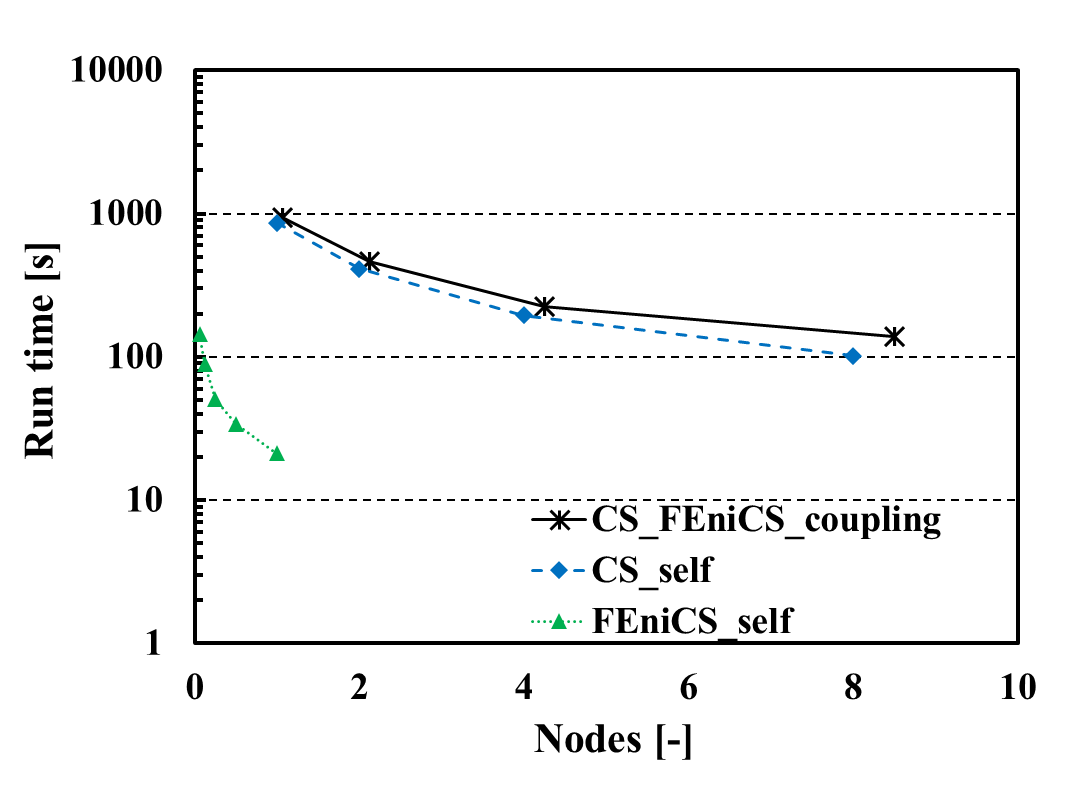 10000
1000
100
10
1
Run time [s]
CS_FEniCS_coupling
CS_self
FEniCS_self
0 2 4 6 8 10
Nodes [-]